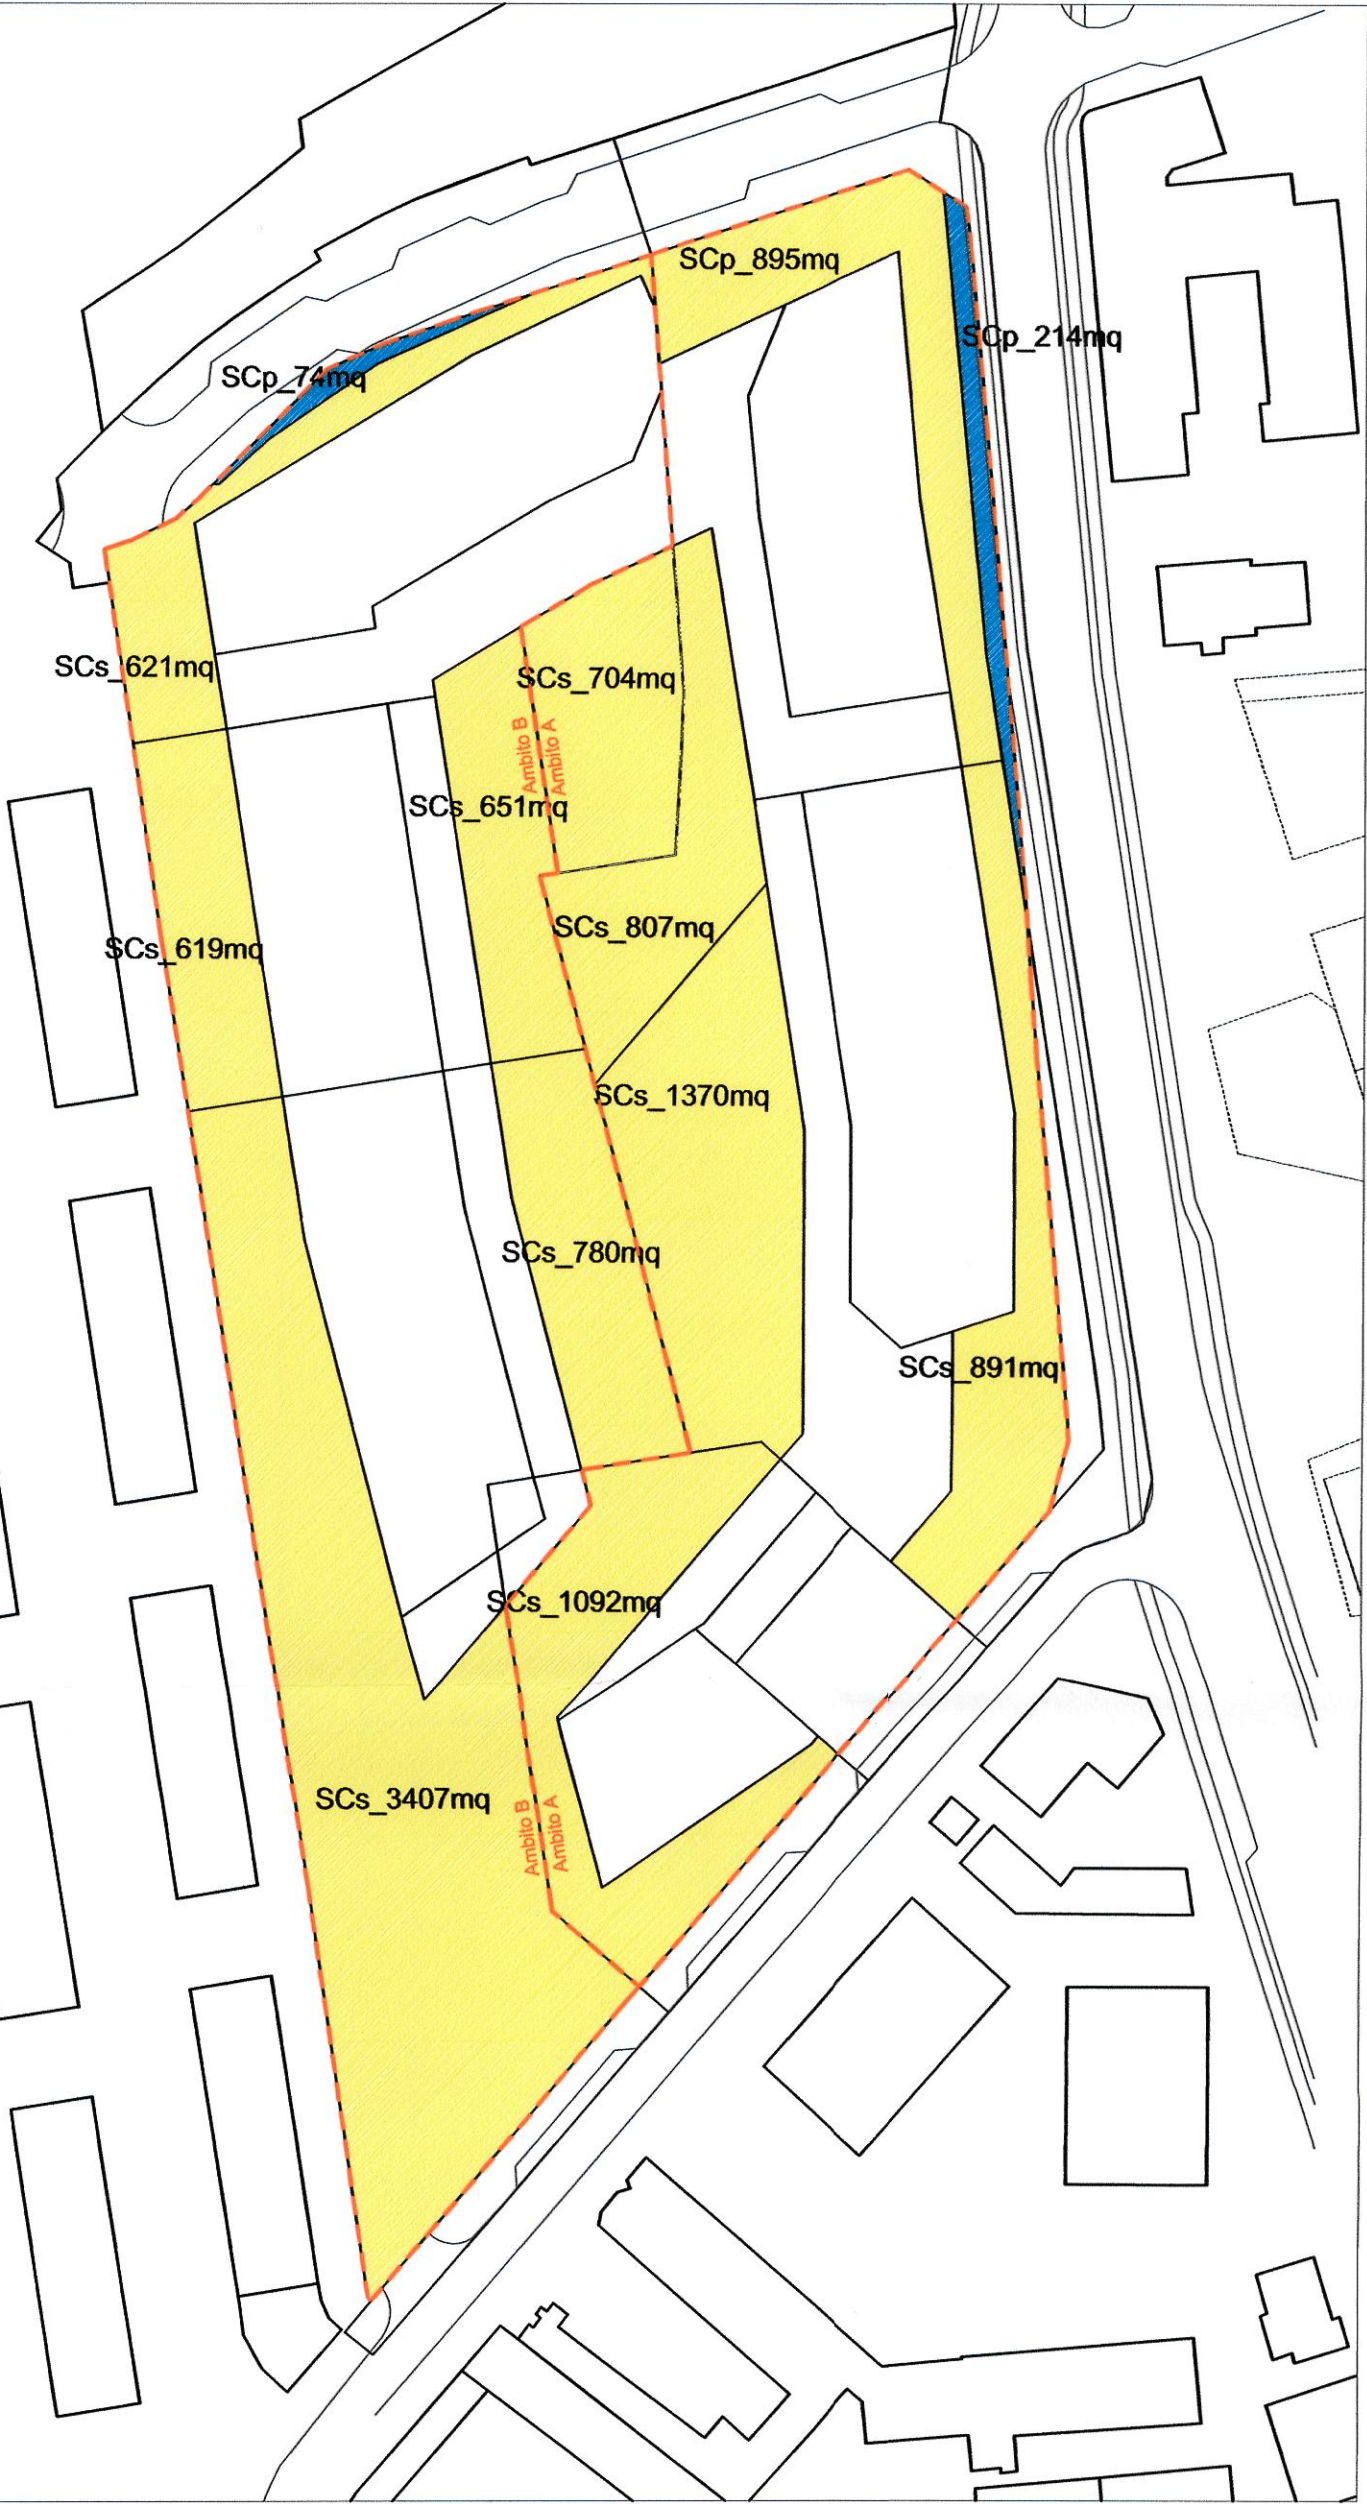 SCp_895mq
SCp_214mq
SCp_74mq
SCs_621mq
SCs_704mq
Ambito B
Ambito A
SCs_651mq
SCs_807mq
SCs_619mq
SCs_1370mq
SCs_780mq
SCs_891mq
SCs_1092mq
SCs_3407mq
Ambito B
Ambito A